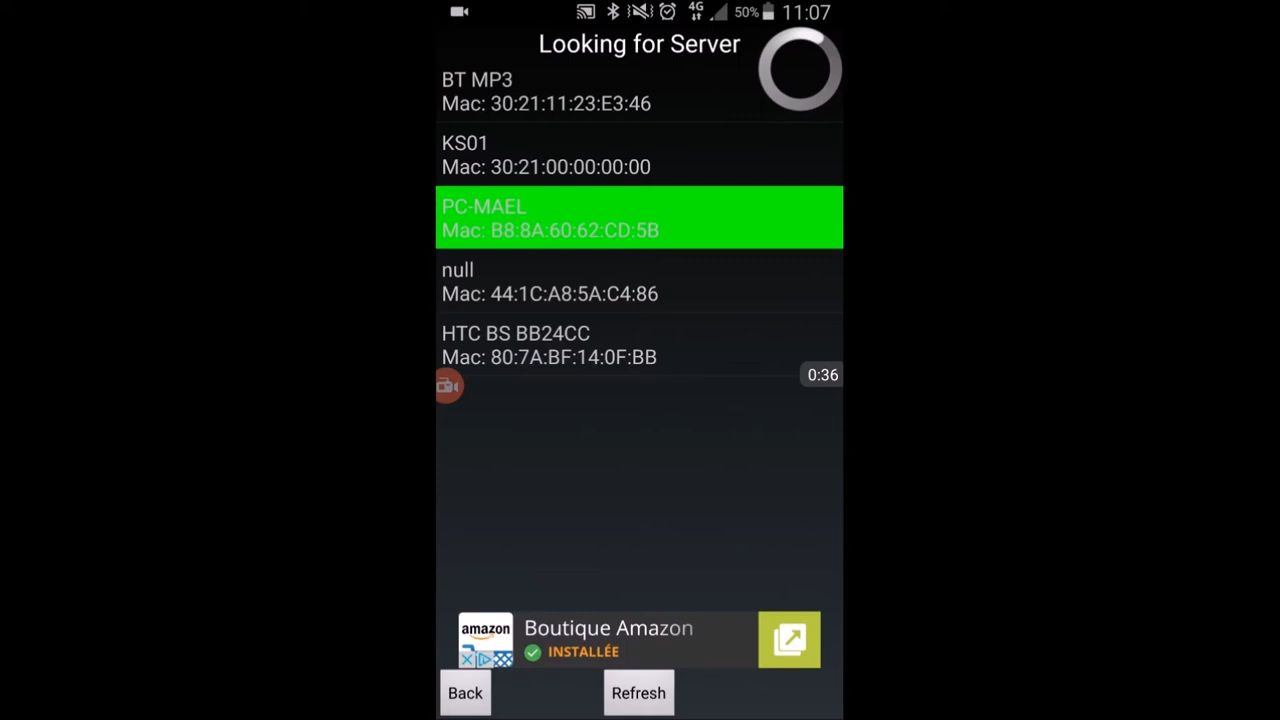 4G 50% 11:07
Looking for Server
BT MP3
Mac: 30:21:11:23:E3:46
KS01
Mac: 30:21:00:00:00:00
PC-MAEL
Mac: B8:8A:60:62:CD:5B
null
Mac: 44:1C:A8:5A:C4:86
HTC BS BB24CC
Mac: 80:7A:BF:14:0F:BB
0:36
amazon
Boutique Amazon
INSTALLÉE
Back
Refresh